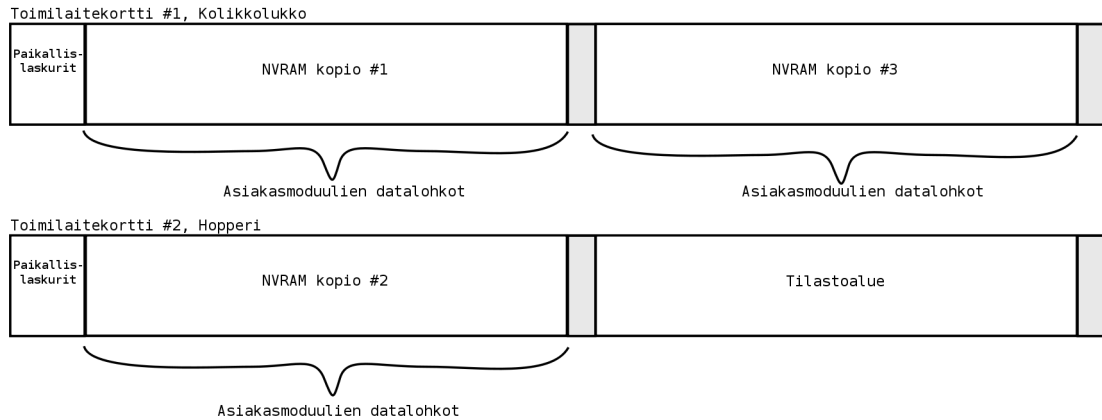 Toimilaitekortti #1, Kolikkolukko
Paikallis-
laskurit
NVRAM kopio #1
NVRAM kopio #3
Asiakasmoduulien datalohkot
Asiakasmoduulien datalohkot
Toimilaitekortti #2, Hopperi
Paikallis-
laskurit
NVRAM kopio #2
Tilastoalue
Asiakasmoduulien datalohkot